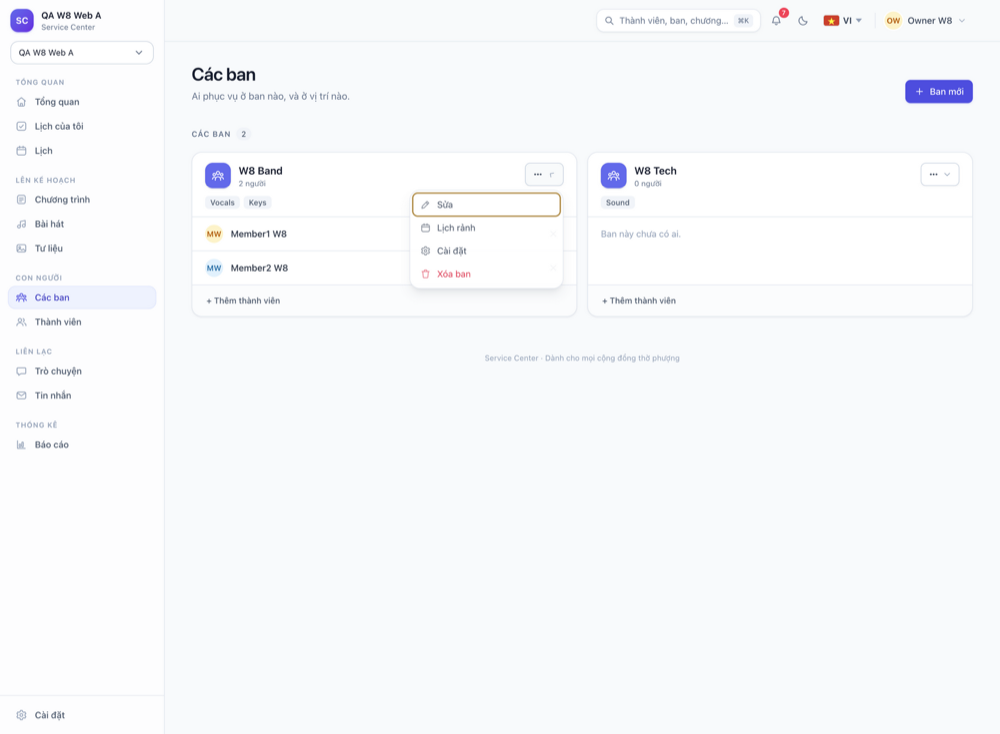 SC
QA W8 Web A
Service Center
QA W8 Web A
TỔNG QUAN
Tổng quan
Lịch của tôi
Lịch
LÊN KẾ HOẠCH
Chương trình
Bài hát
Tư liệu
CON NGƯỜI
Các ban
Thành viên
LIÊN LẠC
Trò chuyện
Tin nhắn
THỐNG KÊ
Báo cáo
Cài đặt
Thành viên, ban, chương... ⌘K
7
VI
OW Owner W8
Các ban
Ai phục vụ ở ban nào, và ở vị trí nào.
+ Ban mới
CÁC BAN 2
W8 Band
2 người
Vocals Keys
MW Member1 W8
MW Member2 W8
+ Thêm thành viên
Sửa
Lịch rảnh
Cài đặt
Xóa ban
W8 Tech
0 người
Sound
Ban này chưa có ai.
+ Thêm thành viên
Service Center · Dành cho mọi cộng đồng thờ phượng